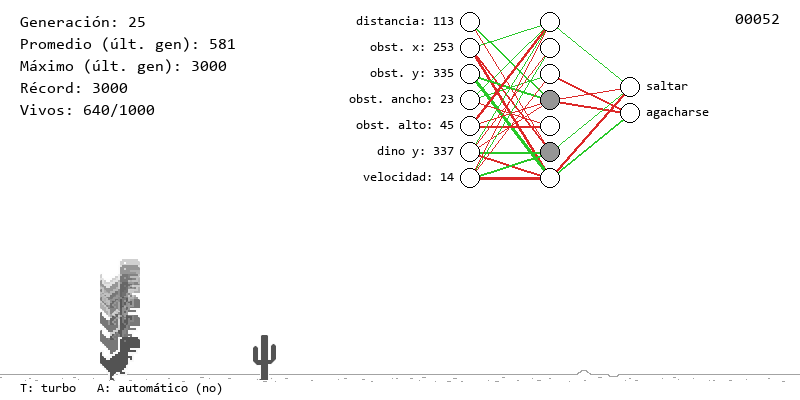 Generación: 25
Promedio (últ. gen): 581
Máximo (últ. gen): 3000
Récord: 3000
Vivos: 640/1000
distancia: 113
obst. x: 253
obst. y: 335
obst. ancho: 23
obst. alto: 45
dino y: 337
velocidad: 14
saltar
agacharse
00052
T: turbo A: automático (no)